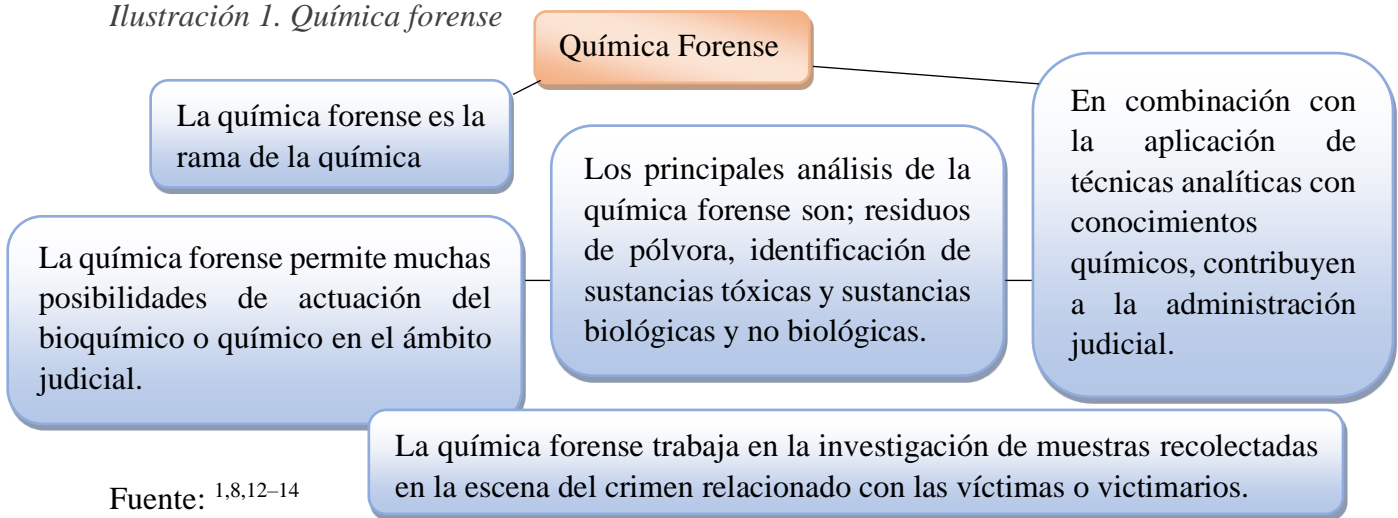 Ilustración 1. Química forense
Química Forense
La química forense es la
rama de la química
En combinación con
la aplicación de
técnicas analíticas con
conocimientos
químicos, contribuyen
a la administración
judicial.
Los principales análisis de la
química forense son; residuos
de pólvora, identificación de
sustancias tóxicas y sustancias
biológicas y no biológicas.
La química forense permite muchas
posibilidades de actuación del
bioquímico o químico en el ámbito
judicial.
La química forense trabaja en la investigación de muestras recolectadas
en la escena del crimen relacionado con las víctimas o victimarios.
Fuente: 1,8,12–14